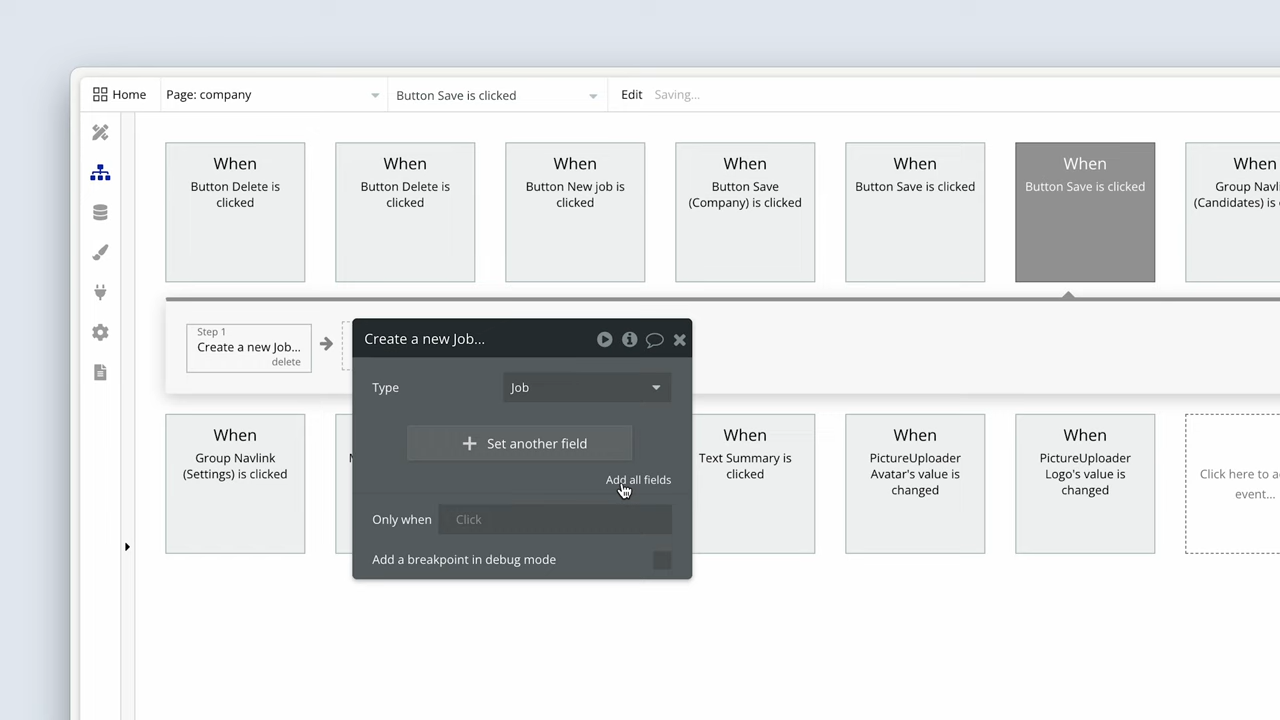 Home
Page: company
Button Save is clicked
Edit
Saving...
When
Button Delete is
clicked
When
Button Delete is
clicked
When
Button New job is
clicked
When
Button Save
(Company) is clicked
When
Button Save is clicked
When
Button Save is clicked
When
Group Navlin
(Candidates) is
Step 1
Create a new Job...
delete
Create a new Job...
Type
Job
Set another field
Add all fields
Only when
Click
Add a breakpoint in debug mode
When
Group Navlink
(Settings) is clicked
When
Text Summary is
clicked
When
PictureUploader
Avatar's value is
changed
When
PictureUploader
Logo's value is
changed
Click here to a
event...